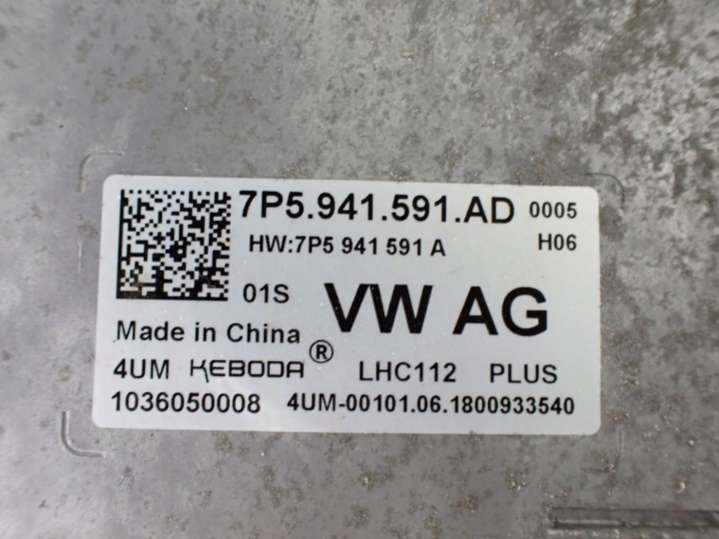 7P5.941.591.AD 0005
HW:7P5 941 591 A H06
01S VW AG
Made in China
4UM KEBODA® LHC112 PLUS
1036050008 4UM-00101.06.1800933540